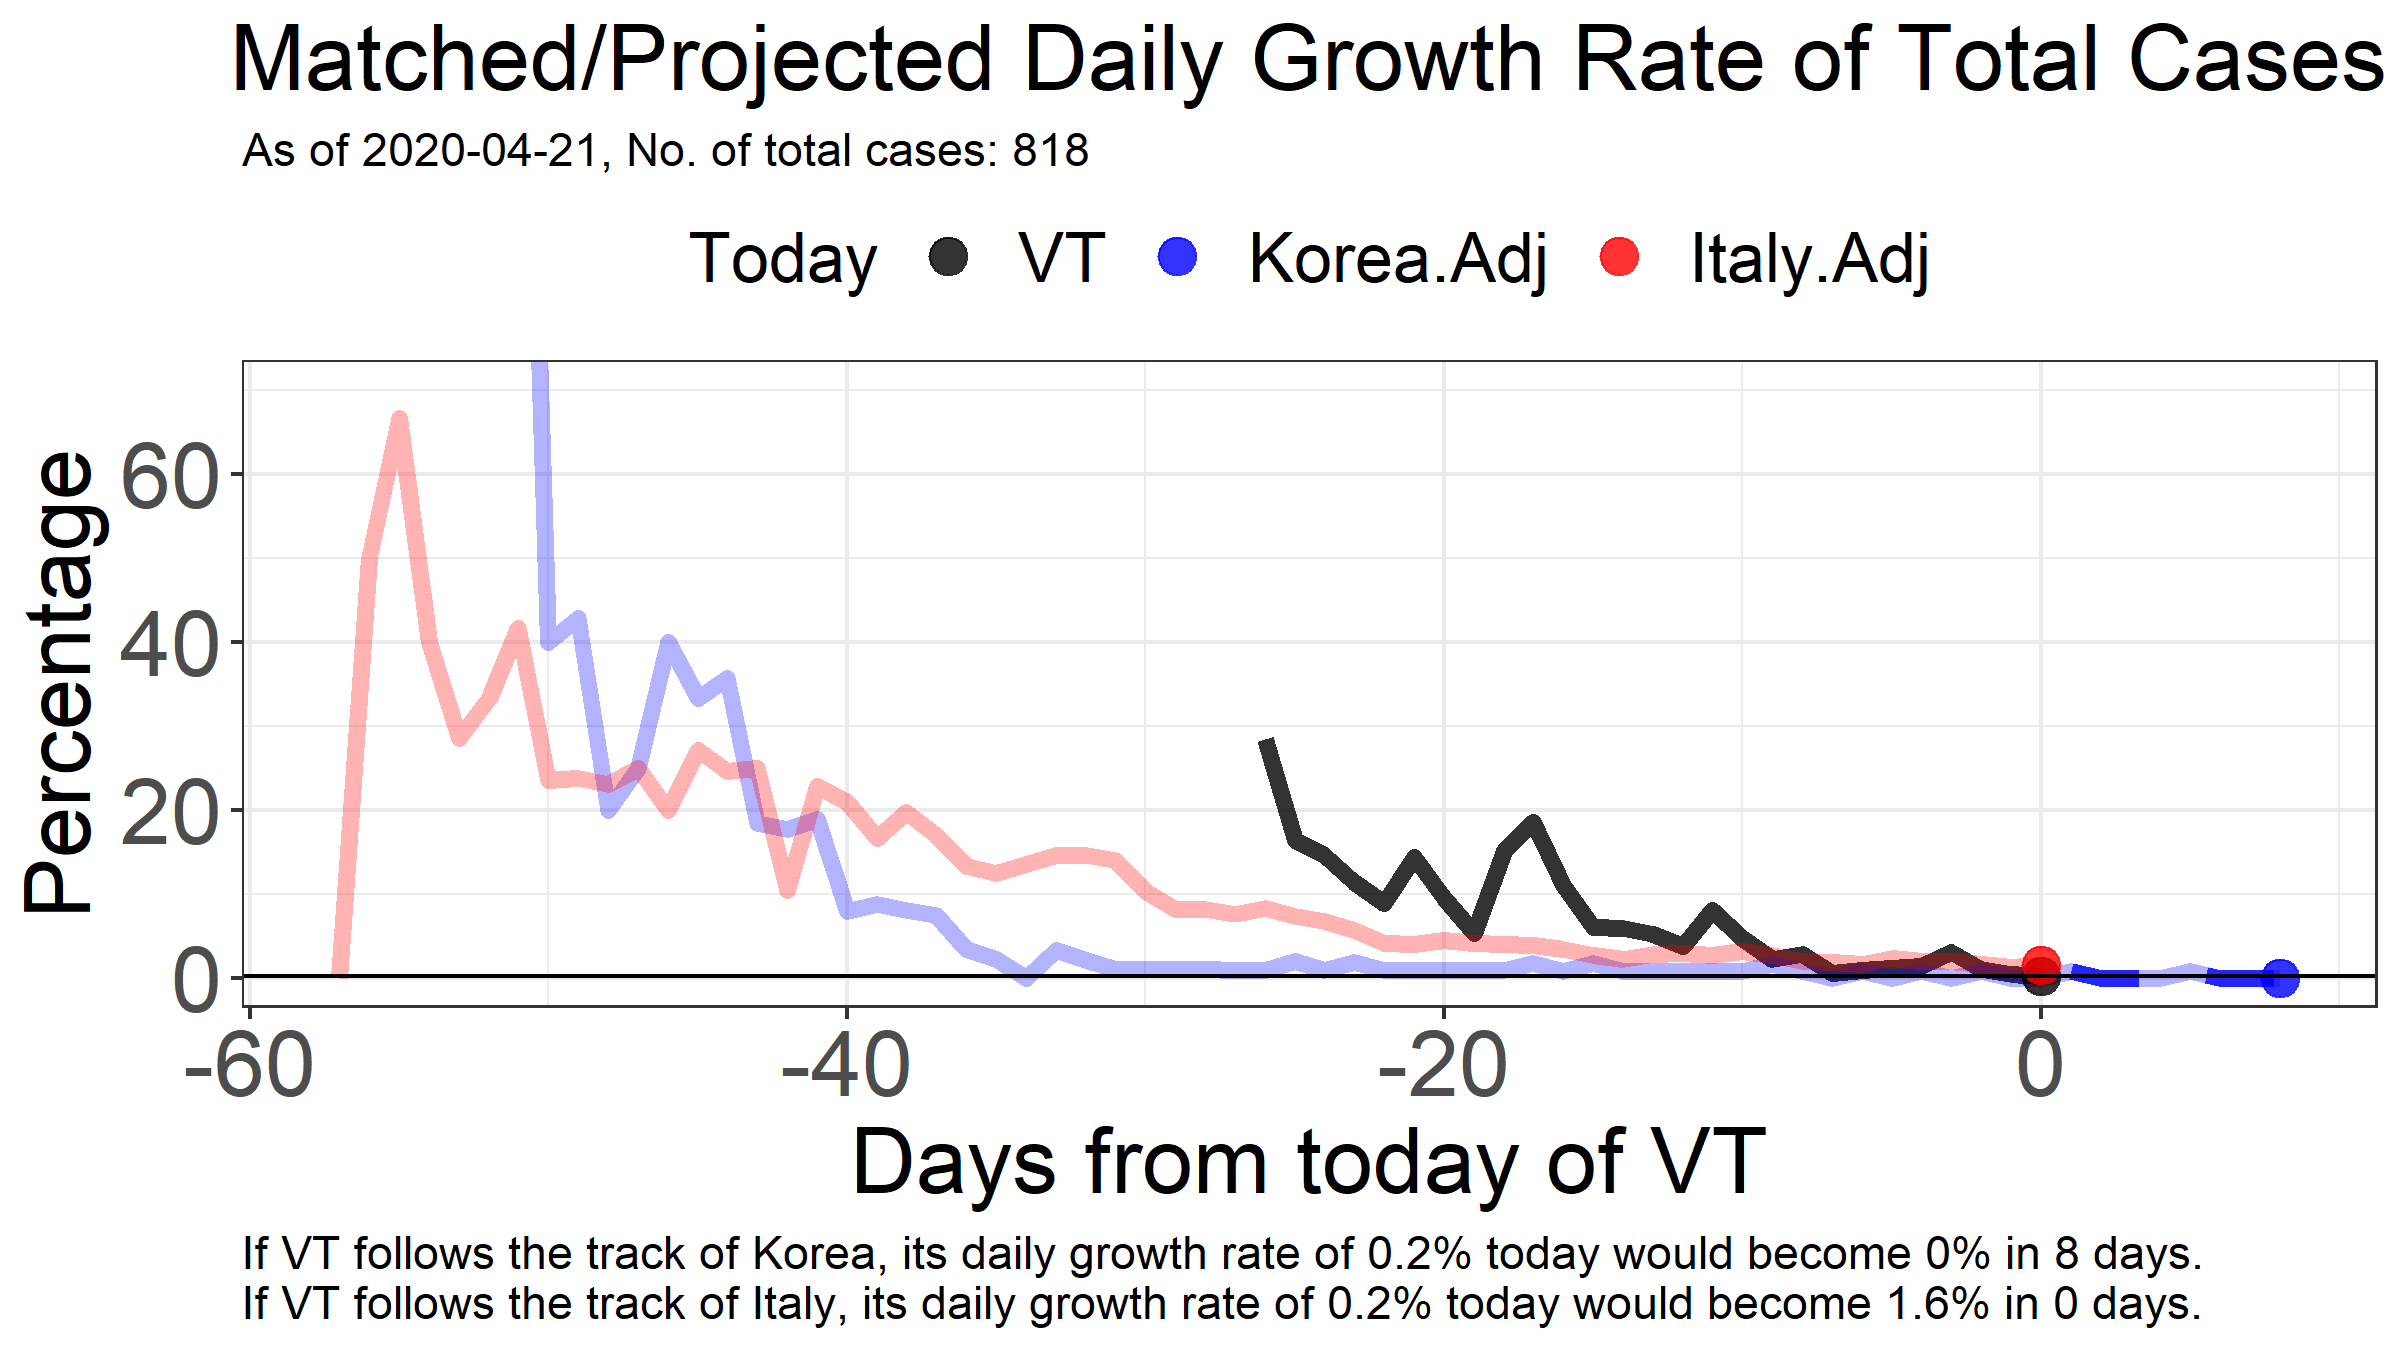 Matched/Projected Daily Growth Rate of Total Cases
As of 2020-04-21, No. of total cases: 818
Today VT Korea.Adj Italy.Adj
Percentage
60
40
20
0
-60 -40 -20 0
Days from today of VT
If VT follows the track of Korea, its daily growth rate of 0.2% today would become 0% in 8 days.
If VT follows the track of Italy, its daily growth rate of 0.2% today would become 1.6% in 0 days.